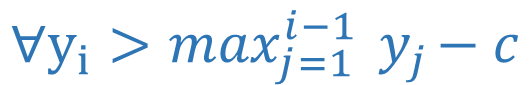 ∀yᵢ > max_{j=1}^{i−1} y_j − c